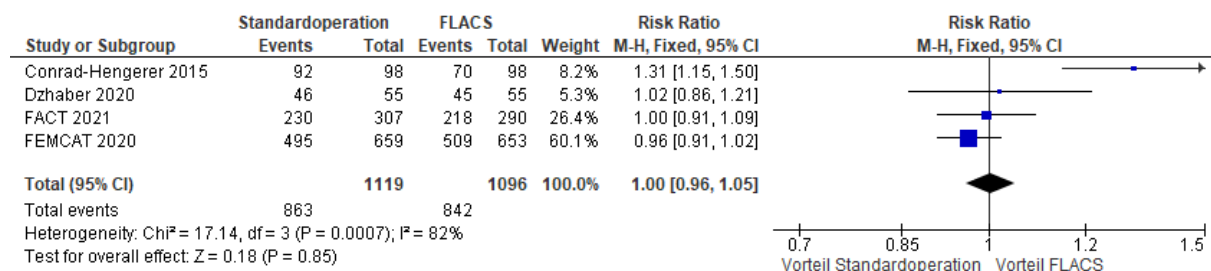 Standardoperation FLACS Risk Ratio Risk Ratio
Study or Subgroup Events Total Events Total Weight M-H, Fixed, 95% CI M-H, Fixed, 95% CI
Conrad-Hengerer 2015 92 98 70 98 8.2% 1.31 [1.15, 1.50]
Dzhaber 2020 46 55 45 55 5.3% 1.02 [0.86, 1.21]
FACT 2021 230 307 218 290 26.4% 1.00 [0.91, 1.09]
FEMCAT 2020 495 659 509 653 60.1% 0.96 [0.91, 1.02]
Total (95% CI) 1119 1096 100.0% 1.00 [0.96, 1.05]
Total events 863 842
Heterogeneity: Chi² = 17.14, df = 3 (P = 0.0007); I² = 82%
Test for overall effect: Z = 0.18 (P = 0.85)
0.7 0.85 1 1.2 1.5
Vorteil Standardoperation Vorteil FLACS